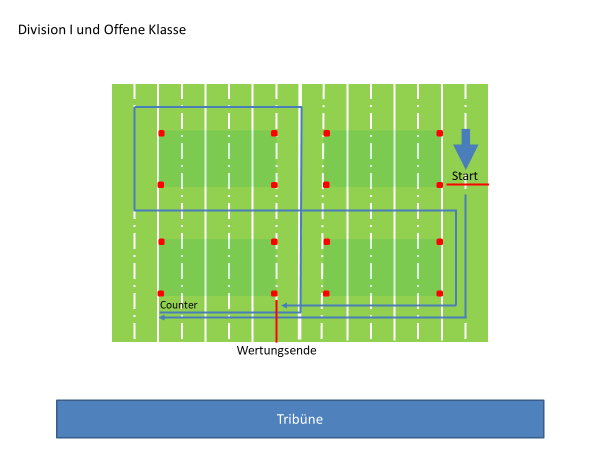 Division I und Offene Klasse
Start
Counter
Wertungsende
Tribüne